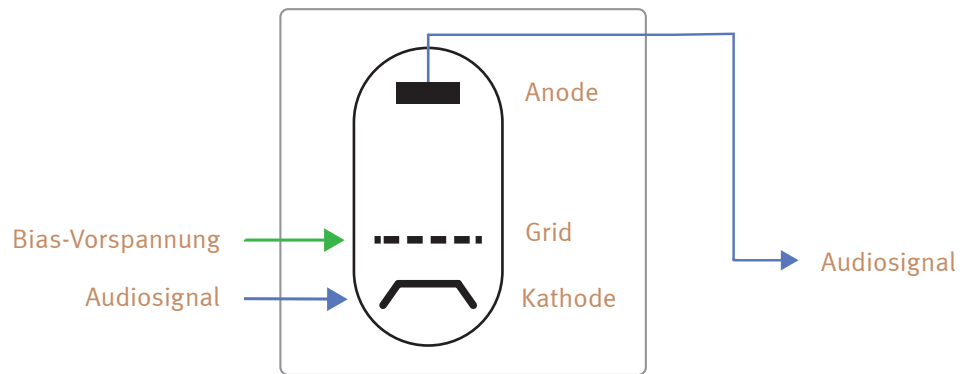 Anode
Bias-Vorspannung
Grid
Audiosignal
Audiosignal
Kathode